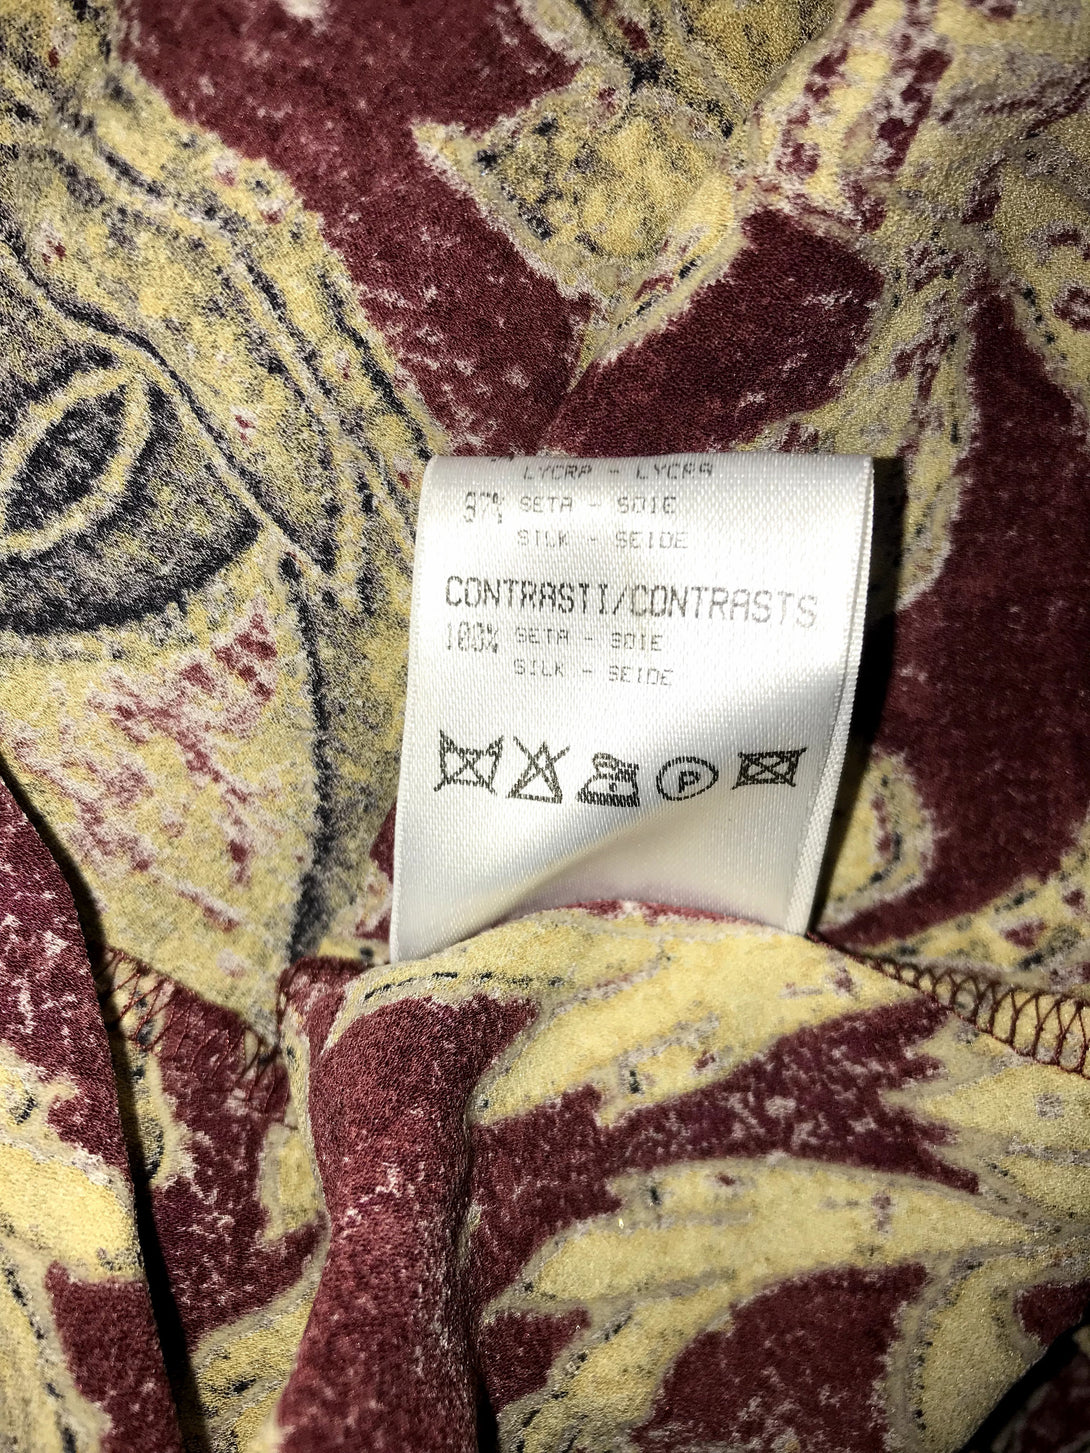 LYCRA - LYCRA
97% SETA - SOIE
SILK - SEIDE
CONTRASTI/CONTRASTS
100% SETA - SOIE
SILK - SEIDE
P